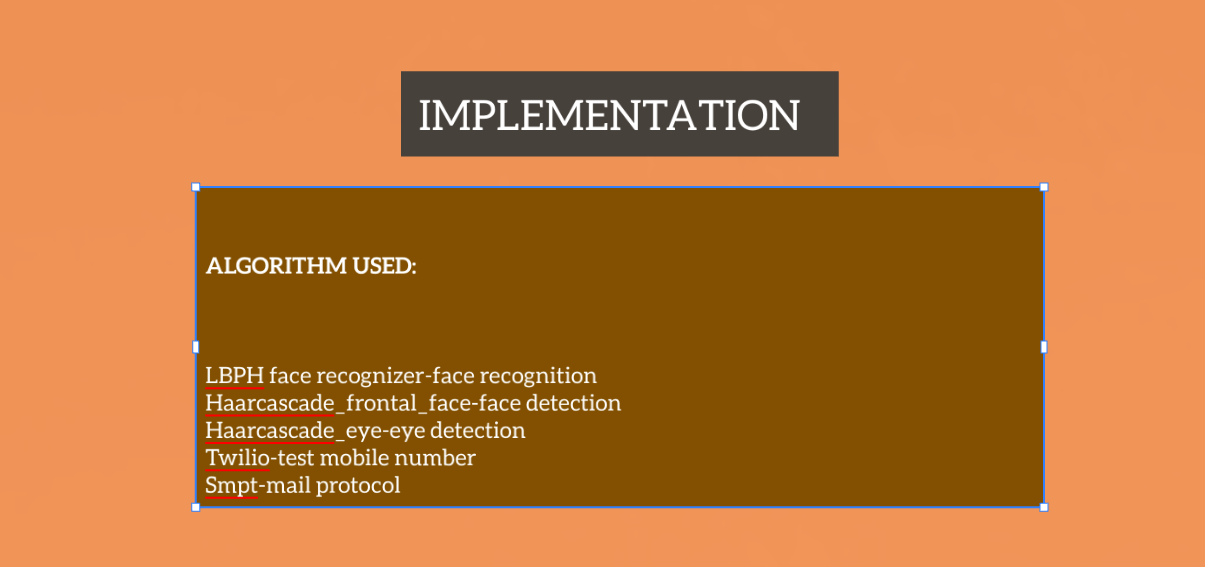 IMPLEMENTATION
ALGORITHM USED:
LBPH face recognizer-face recognition
Haarcascade_frontal_face-face detection
Haarcascade_eye-eye detection
Twilio-test mobile number
Smpt-mail protocol